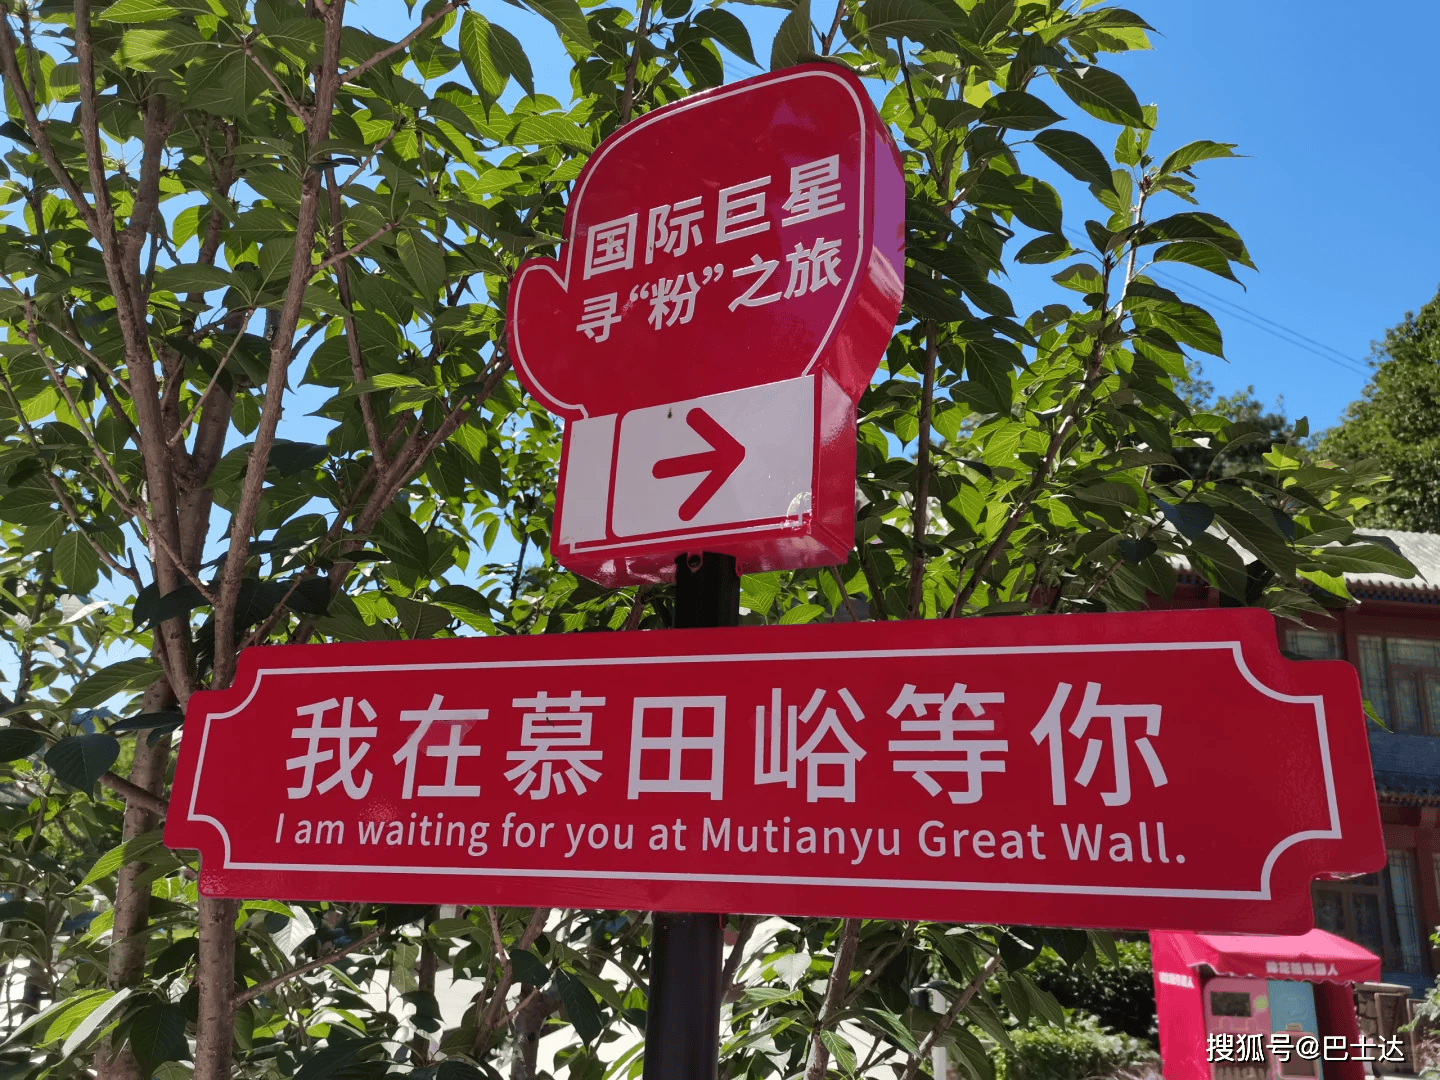 国际巨星
寻“粉”之旅
我在慕田峪等你
I am waiting for you at Mutianyu Great Wall.
搜狐号@巴士达